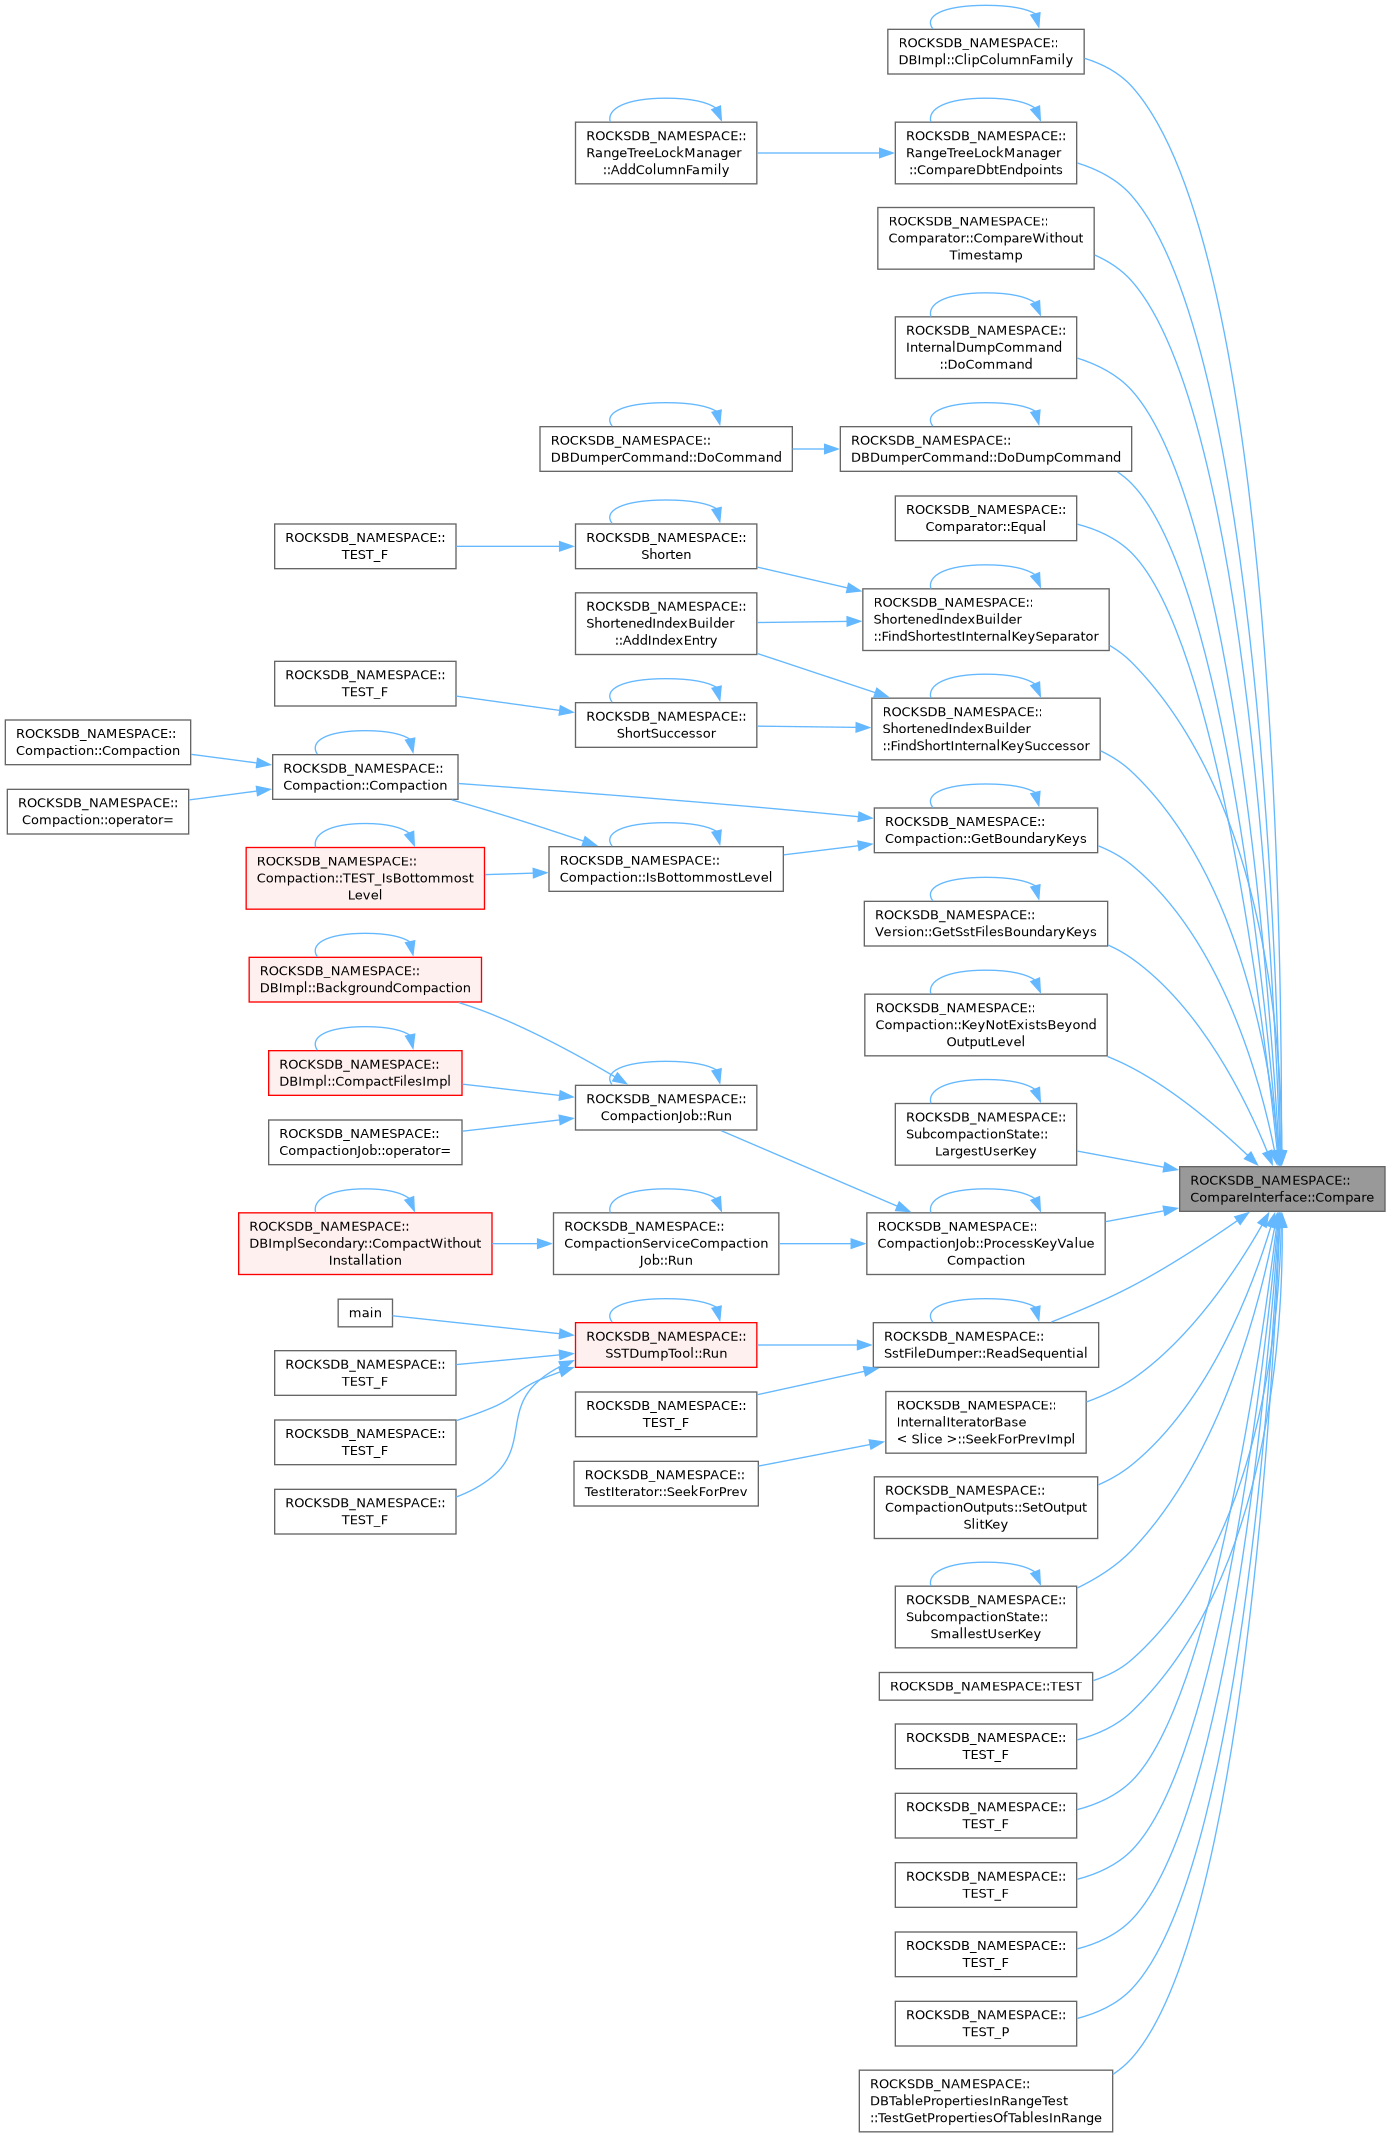 ROCKSDB_NAMESPACE::
DBImpl::ClipColumnFamily
ROCKSDB_NAMESPACE::
RangeTreeLockManager
::AddColumnFamily
ROCKSDB_NAMESPACE::
RangeTreeLockManager
::CompareDbtEndpoints
ROCKSDB_NAMESPACE::
Comparator::CompareWithout
Timestamp
ROCKSDB_NAMESPACE::
InternalDumpCommand
::DoCommand
ROCKSDB_NAMESPACE::
DBDumperCommand::DoCommand
ROCKSDB_NAMESPACE::
DBDumperCommand::DoDumpCommand
ROCKSDB_NAMESPACE::
Comparator::Equal
ROCKSDB_NAMESPACE::
TEST_F
ROCKSDB_NAMESPACE::
Shorten
ROCKSDB_NAMESPACE::
ShortenedIndexBuilder
::AddIndexEntry
ROCKSDB_NAMESPACE::
ShortenedIndexBuilder
::FindShortestInternalKeySeparator
ROCKSDB_NAMESPACE::
TEST_F
ROCKSDB_NAMESPACE::
ShortSuccessor
ROCKSDB_NAMESPACE::
ShortenedIndexBuilder
::FindShortInternalKeySuccessor
ROCKSDB_NAMESPACE::
Compaction::Compaction
ROCKSDB_NAMESPACE::
Compaction::operator=
ROCKSDB_NAMESPACE::
Compaction::Compaction
ROCKSDB_NAMESPACE::
Compaction::GetBoundaryKeys
ROCKSDB_NAMESPACE::
Compaction::TEST_IsBottommost
Level
ROCKSDB_NAMESPACE::
Compaction::IsBottommostLevel
ROCKSDB_NAMESPACE::
Version::GetSstFilesBoundaryKeys
ROCKSDB_NAMESPACE::
DBImpl::BackgroundCompaction
ROCKSDB_NAMESPACE::
Compaction::KeyNotExistsBeyond
OutputLevel
ROCKSDB_NAMESPACE::
DBImpl::CompactFilesImpl
ROCKSDB_NAMESPACE::
CompactionJob::Run
ROCKSDB_NAMESPACE::
CompactionJob::operator=
ROCKSDB_NAMESPACE::
SubcompactionState::
LargestUserKey
ROCKSDB_NAMESPACE::
CompareInterface::Compare
ROCKSDB_NAMESPACE::
DBImplSecondary::CompactWithout
Installation
ROCKSDB_NAMESPACE::
CompactionServiceCompaction
Job::Run
ROCKSDB_NAMESPACE::
CompactionJob::ProcessKeyValue
Compaction
main
ROCKSDB_NAMESPACE::
TEST_F
ROCKSDB_NAMESPACE::
TEST_F
ROCKSDB_NAMESPACE::
TEST_F
ROCKSDB_NAMESPACE::
SSTDumpTool::Run
ROCKSDB_NAMESPACE::
SstFileDumper::ReadSequential
ROCKSDB_NAMESPACE::
TEST_F
ROCKSDB_NAMESPACE::
TestIterator::SeekForPrev
ROCKSDB_NAMESPACE::
InternalIteratorBase
< Slice >::SeekForPrevImpl
ROCKSDB_NAMESPACE::
CompactionOutputs::SetOutput
SlitKey
ROCKSDB_NAMESPACE::
SubcompactionState::
SmallestUserKey
ROCKSDB_NAMESPACE::TEST
ROCKSDB_NAMESPACE::
TEST_F
ROCKSDB_NAMESPACE::
TEST_F
ROCKSDB_NAMESPACE::
TEST_F
ROCKSDB_NAMESPACE::
TEST_F
ROCKSDB_NAMESPACE::
TEST_P
ROCKSDB_NAMESPACE::
DBTablePropertiesInRangeTest
::TestGetPropertiesOfTablesInRange